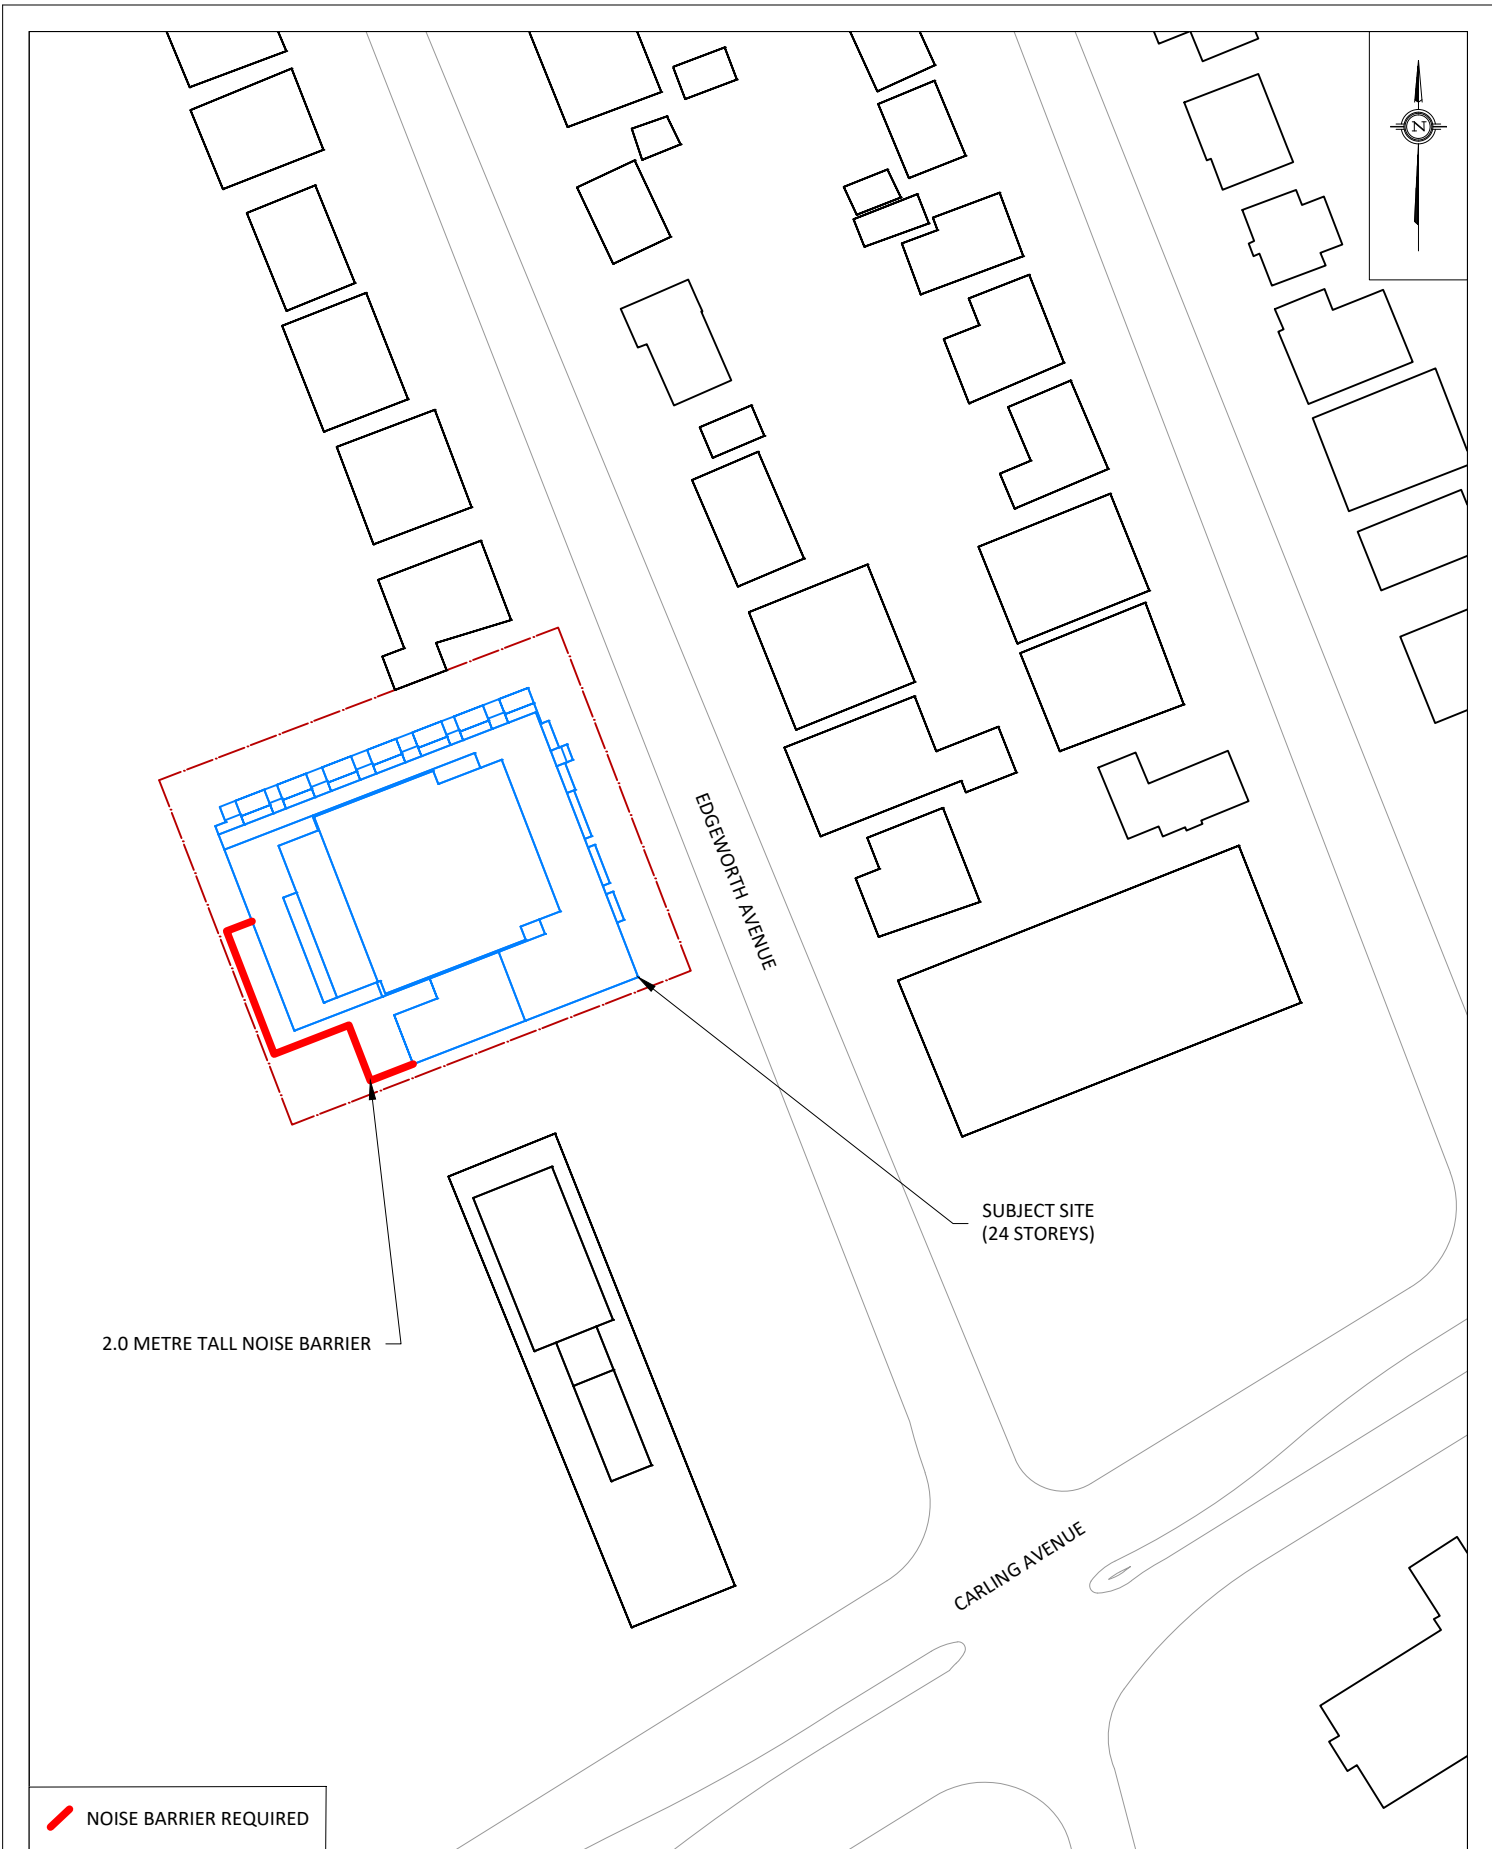 N
EDGEWORTH AVENUE
SUBJECT SITE
(24 STOREYS)
2.0 METRE TALL NOISE BARRIER
CARLING AVENUE
NOISE BARRIER REQUIRED